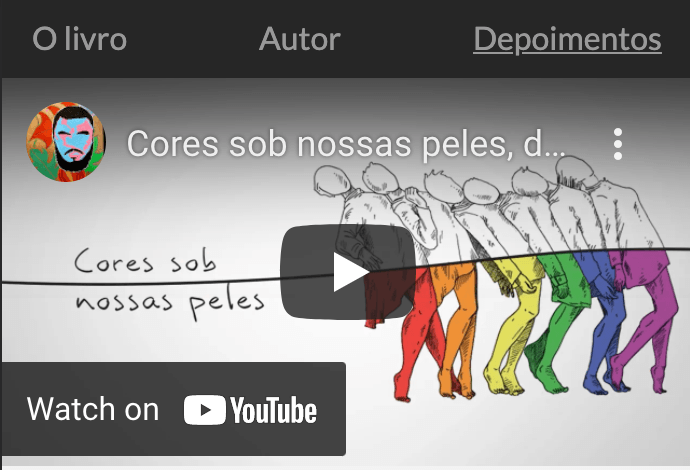 O livro Autor Depoimentos
Cores sob nossas peles, d...
Cores sob
nossas peles
Watch on YouTube